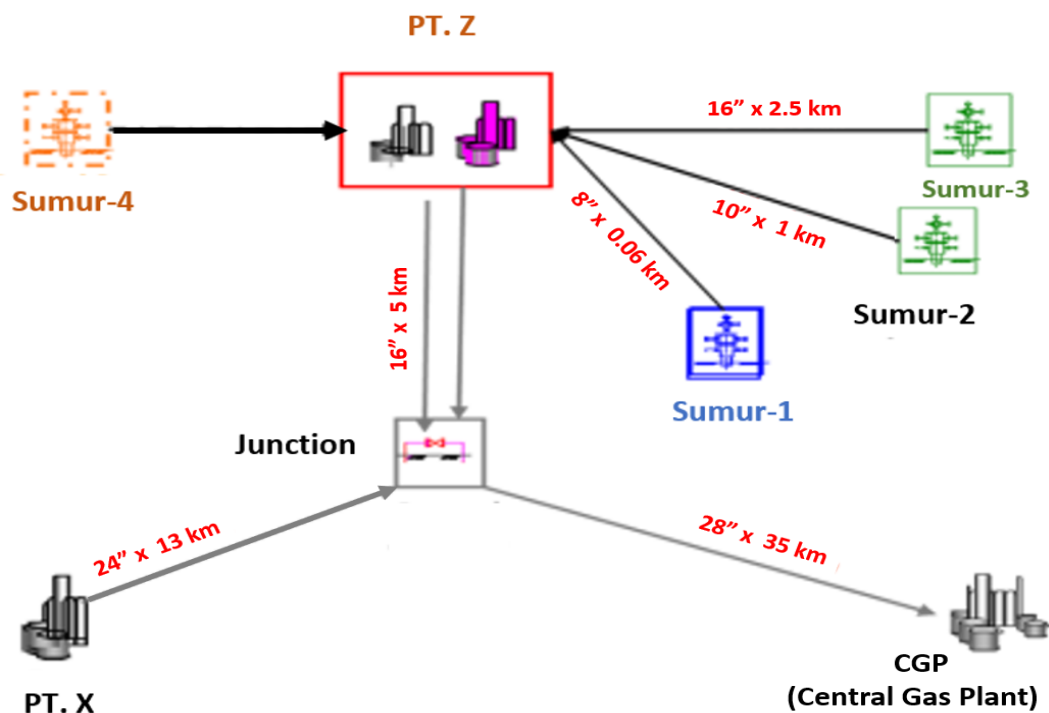 PT. Z
16” x 2.5 km
Sumur-4
Sumur-3
10” x 1 km
8” x 0.06 km
Sumur-2
16” x 5 km
Sumur-1
Junction
24” x 13 km
28” x 35 km
CGP
(Central Gas Plant)
PT. X